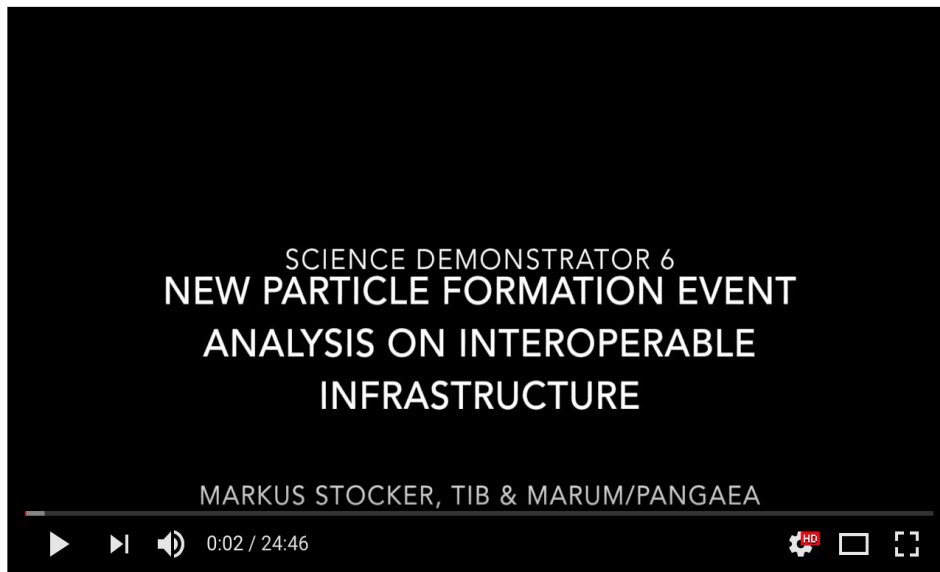 SCIENCE DEMONSTRATOR 6
NEW PARTICLE FORMATION EVENT
ANALYSIS ON INTEROPERABLE
INFRASTRUCTURE
MARKUS STOCKER, TIB & MARUM/PANGAEA
0:02 / 24:46
HD